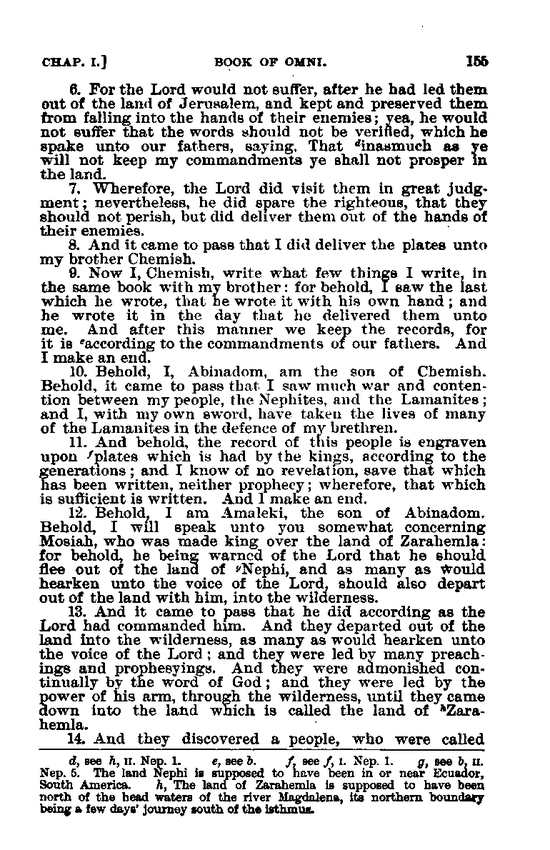 CHAP. I.] BOOK OF OMNI. 155
6. For the Lord would not suffer, after he had led them
out of the land of Jerusalem, and kept and preserved them
from falling into the hands of their enemies; yea, he would
not suffer that the words should not be verified, which he
spake unto our fathers, saying, That dinasmuch as ye
will not keep my commandments ye shall not prosper in
the land.
7. Wherefore, the Lord did visit them in great judg-
ment; nevertheless, he did spare the righteous, that they
should not perish, but did deliver them out of the hands of
their enemies.
8. And it came to pass that I did deliver the plates unto
my brother Chemish.
9. Now I, Chemish, write what few things I write, in
the same book with my brother: for behold, I saw the last
which he wrote, that he wrote it with his own hand; and
he wrote it in the day that he delivered them unto
me. And after this manner we keep the records, for
it is eaccording to the commandments of our fathers. And
I make an end.
10. Behold, I, Abinadom, am the son of Chemish.
Behold, it came to pass that I saw much war and conten-
tion between my people, the Nephites, and the Lamanites;
and I, with my own sword, have taken the lives of many
of the Lamanites in the defence of my brethren.
11. And behold, the record of this people is engraven
upon fplates which is had by the kings, according to the
generations; and I know of no revelation, save that which
has been written, neither prophecy; wherefore, that which
is sufficient is written. And I make an end.
12. Behold, I am Amaleki, the son of Abinadom.
Behold, I will speak unto you somewhat concerning
Mosiah, who was made king over the land of Zarahemla:
for behold, he being warned of the Lord that he should
flee out of the land of gNephi, and as many as would
hearken unto the voice of the Lord, should also depart
out of the land with him, into the wilderness.
13. And it came to pass that he did according as the
Lord had commanded him. And they departed out of the
land into the wilderness, as many as would hearken unto
the voice of the Lord; and they were led by many preach-
ings and prophesyings. And they were admonished con-
tinually by the word of God; and they were led by the
power of his arm, through the wilderness, until they came
down into the land which is called the land of hZara-
hemla.
14. And they discovered a people, who were called
d, see h, II. Nep. 1. e, see b. f, see f, I. Nep. 1. g, see b, II.
Nep. 5. The land Nephi is supposed to have been in or near Ecuador,
South America. h, The land of Zarahemla is supposed to have been
north of the head waters of the river Magdalena, its northern boundary
being a few days' journey south of the Isthmus.